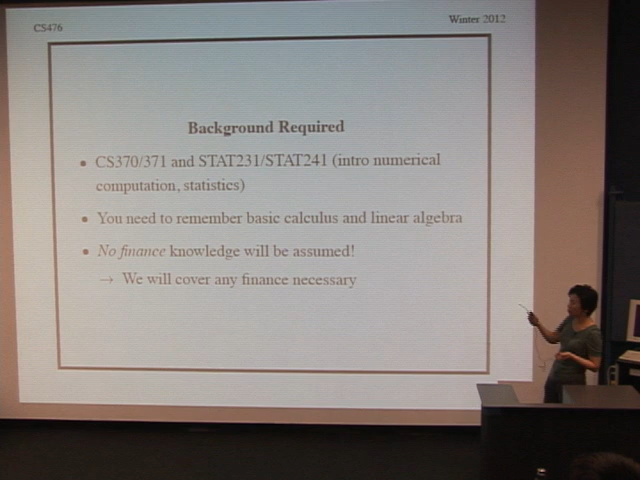 CS476
Winter 2012
Background Required
• CS370/371 and STAT231/STAT241 (intro numerical
computation, statistics)
• You need to remember basic calculus and linear algebra
• No finance knowledge will be assumed!
→ We will cover any finance necessary